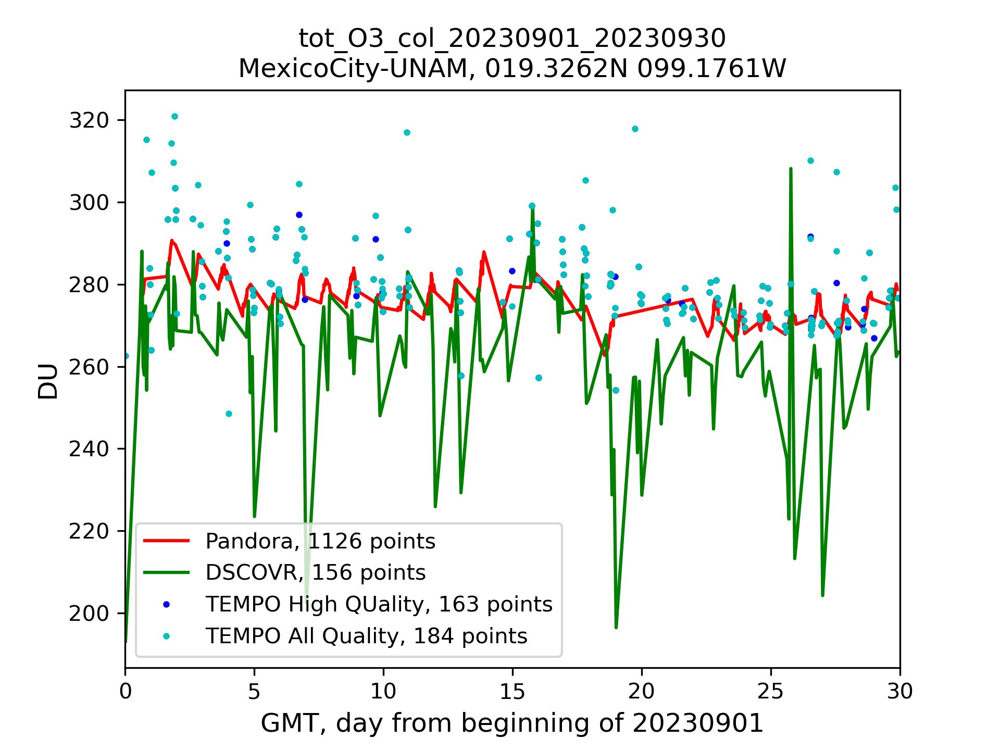 tot_O3_col_20230901_20230930
MexicoCity-UNAM, 019.3262N 099.1761W
320
300
280
260
240
220
200
DU
Pandora, 1126 points
DSCOVR, 156 points
TEMPO High QUality, 163 points
TEMPO All Quality, 184 points
0 5 10 15 20 25 30
GMT, day from beginning of 20230901